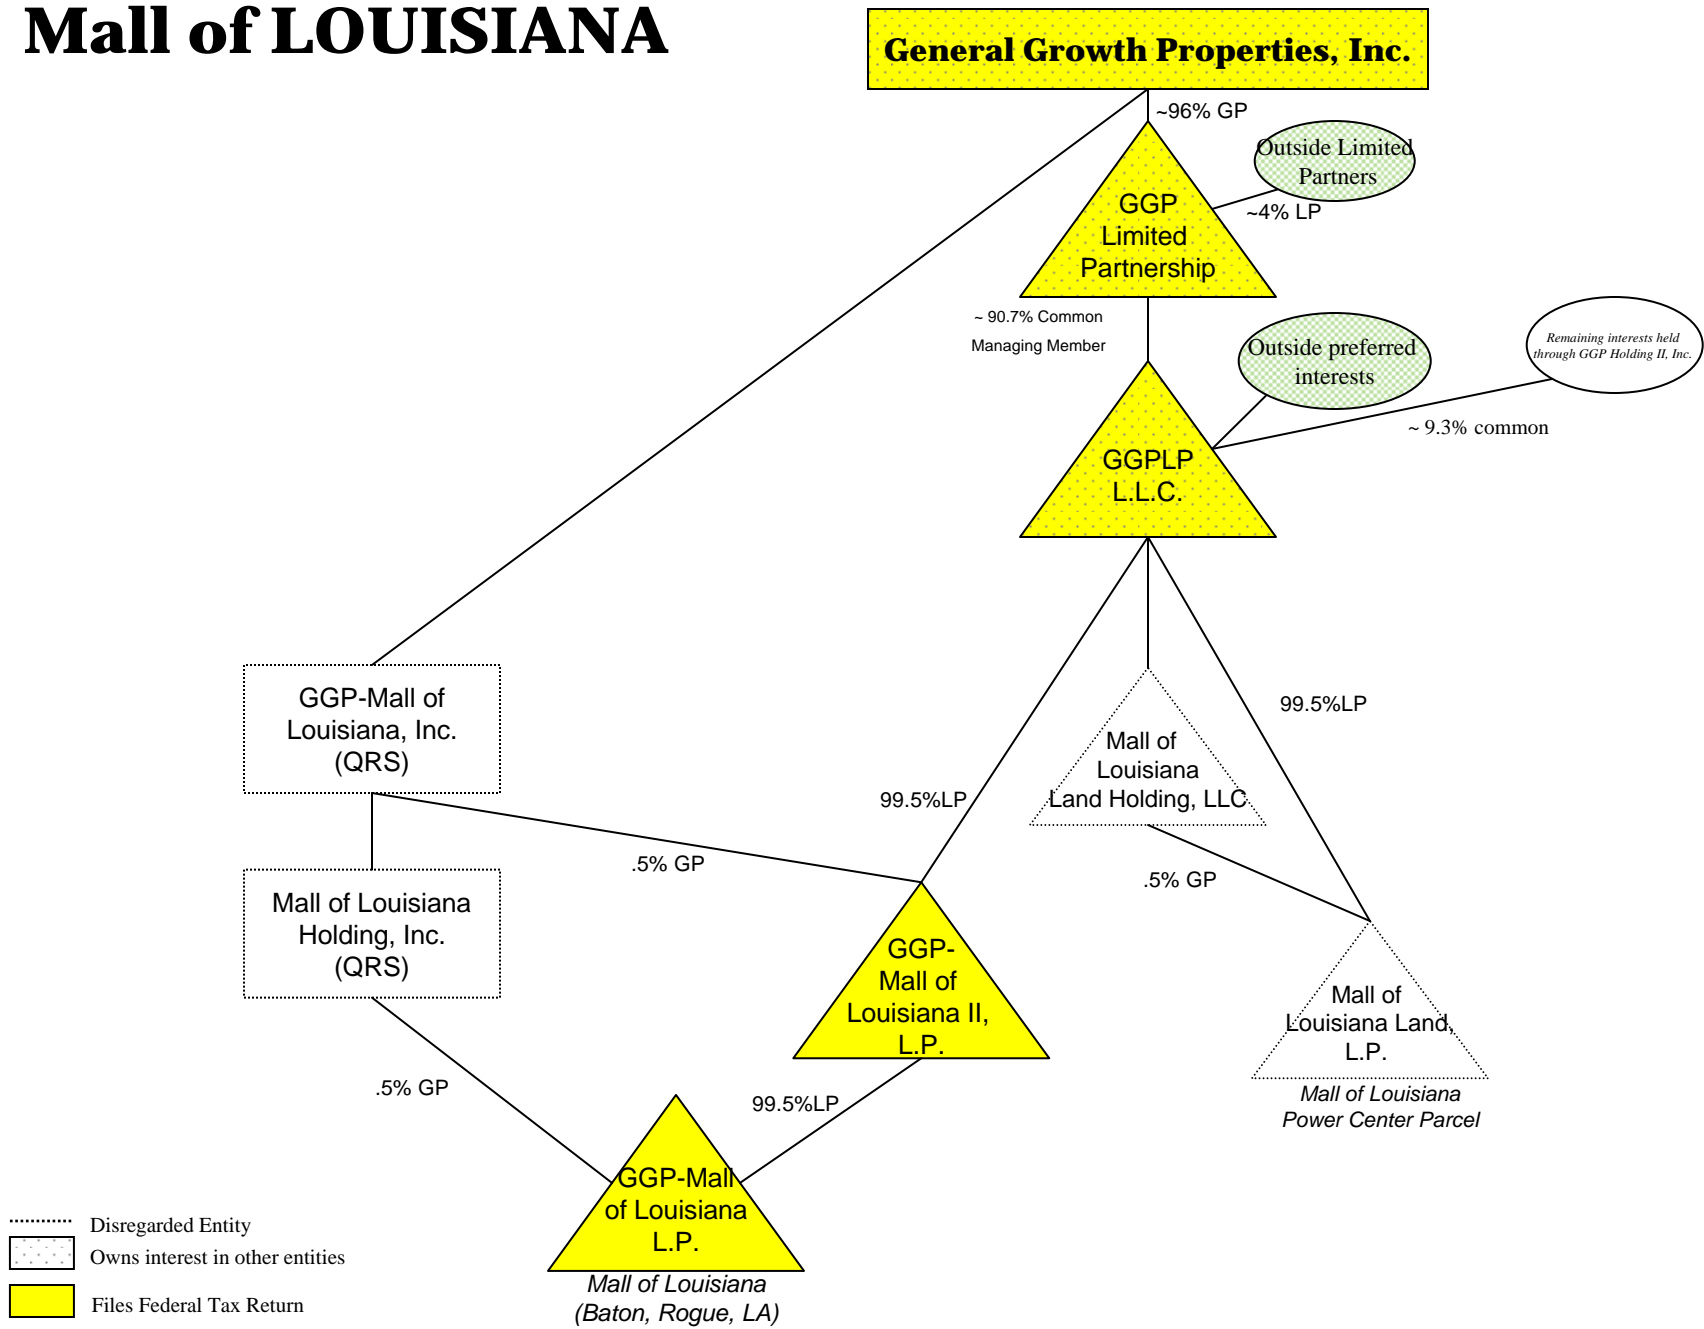 Mall of LOUISIANA
General Growth Properties, Inc.
~96% GP
Outside Limited
Partners
~4% LP
GGP
Limited
Partnership
~ 90.7% Common
Managing Member
Outside preferred
interests
Remaining interests held
through GGP Holding II, Inc.
~ 9.3% common
GGPLP
L.L.C.
GGP-Mall of
Louisiana, Inc.
(QRS)
99.5%LP
Mall of
Louisiana
Land Holding, LLC
99.5%LP
.5% GP
.5% GP
Mall of Louisiana
Holding, Inc.
(QRS)
GGP-
Mall of
Louisiana II,
L.P.
Mall of
Louisiana Land,
L.P.
Mall of Louisiana
Power Center Parcel
.5% GP
99.5%LP
GGP-Mall
of Louisiana
L.P.
Mall of Louisiana
(Baton, Rogue, LA)
Disregarded Entity
Owns interest in other entities
Files Federal Tax Return